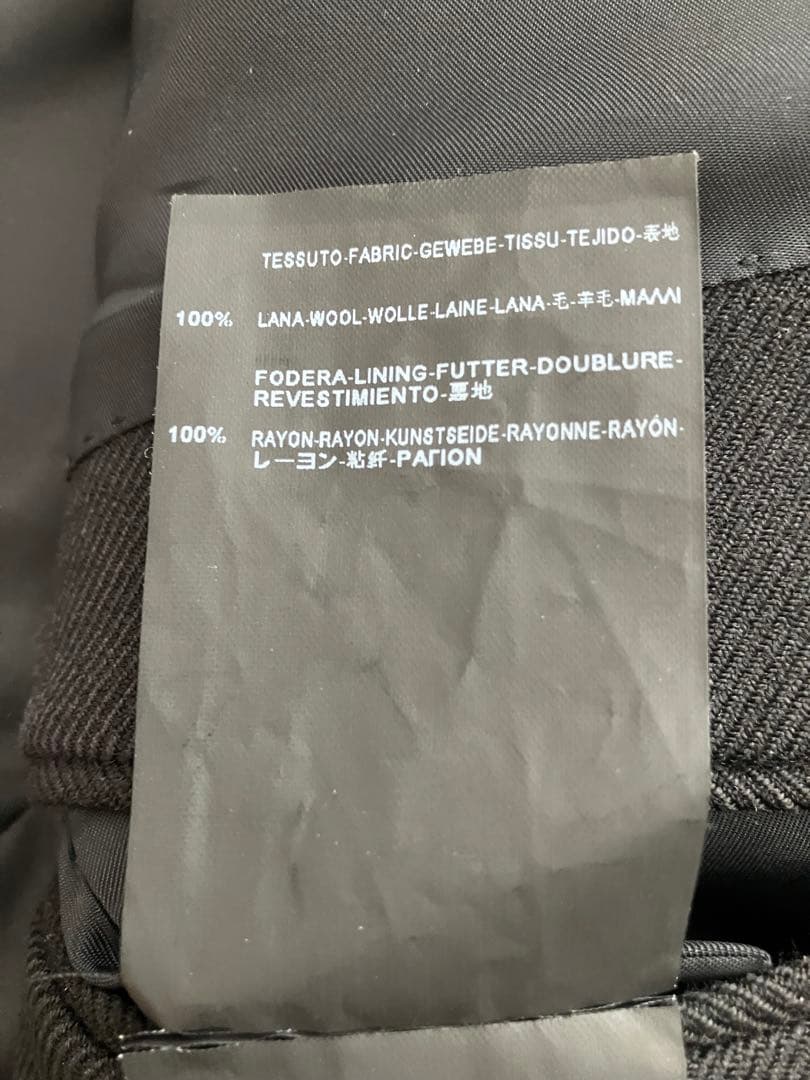 TESSUTO-FABRIC-GEWEBE-TISSU-TEJIDO-表地
100% LANA-WOOL-WOLLE-LAINE-LANA-毛-羊毛-ΜΑΛΛΙ
FODERA-LINING-FUTTER-DOUBLURE-
REVESTIMIENTO-裏地
100% RAYON-RAYON-KUNSTSEIDE-RAYONNE-RAYÓN-
レーヨン-粘纤-ΡΑΓΙΟΝ